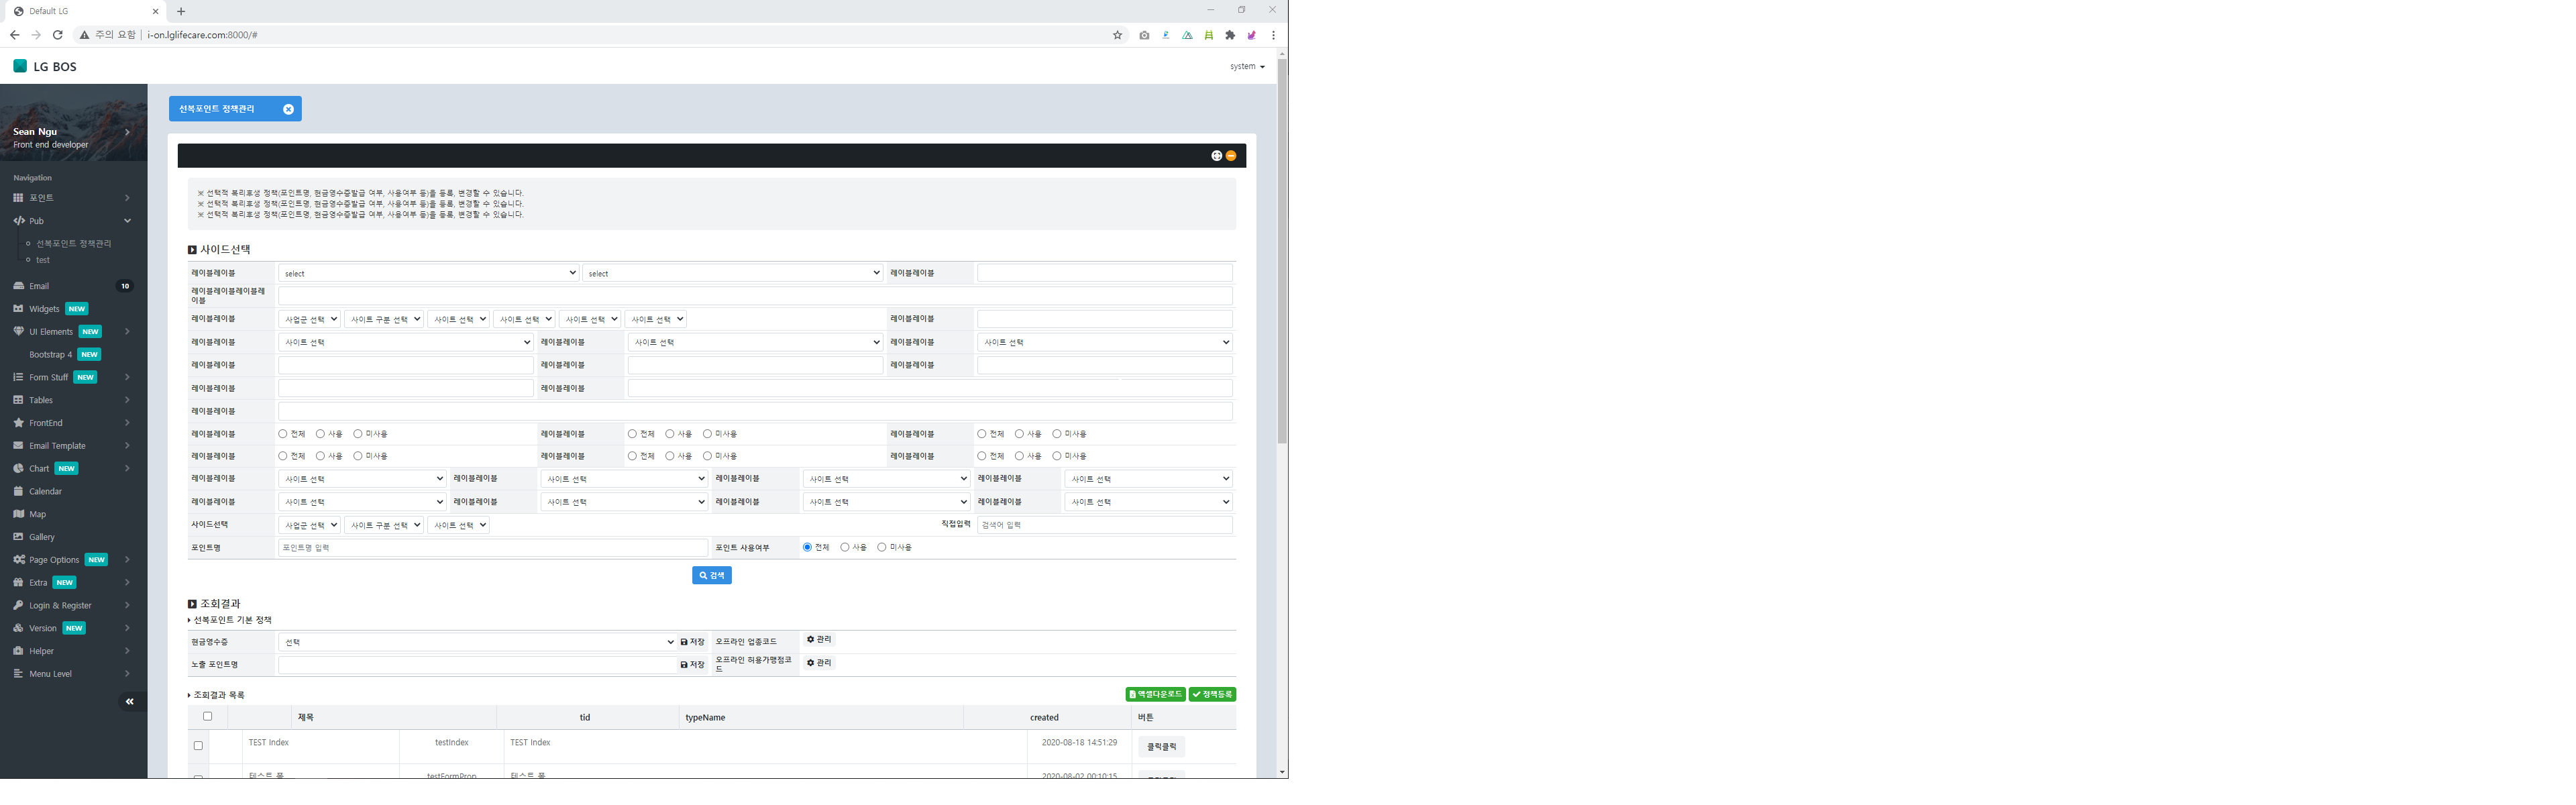 Default LG
주의 요함 | i-on.lglifecare.com:8000/#
LG BOS
system
Sean Ngu
Front end developer
Navigation
포인트
Pub
선복포인트 정책관리
test
Email 10
Widgets NEW
UI Elements NEW
Bootstrap 4 NEW
Form Stuff NEW
Tables
FrontEnd
Email Template
Chart NEW
Calendar
Map
Gallery
Page Options NEW
Extra NEW
Login & Register
Version NEW
Helper
Menu Level
선복포인트 정책관리
※ 선택적 복리후생 정책(포인트명, 현금영수증발급 여부, 사용여부 등)을 등록, 변경할 수 있습니다.
※ 선택적 복리후생 정책(포인트명, 현금영수증발급 여부, 사용여부 등)을 등록, 변경할 수 있습니다.
※ 선택적 복리후생 정책(포인트명, 현금영수증발급 여부, 사용여부 등)을 등록, 변경할 수 있습니다.
사이드선택
레이블레이블 select select 레이블레이블
레이블레이블레이블레
이블
레이블레이블 사업군 선택 사이트 구분 선택 사이트 선택 사이트 선택 사이트 선택 사이트 선택 레이블레이블
레이블레이블 사이트 선택 레이블레이블 사이트 선택 레이블레이블 사이트 선택
레이블레이블 레이블레이블 레이블레이블
레이블레이블 레이블레이블
레이블레이블
레이블레이블 전체 사용 미사용 레이블레이블 전체 사용 미사용 레이블레이블 전체 사용 미사용
레이블레이블 전체 사용 미사용 레이블레이블 전체 사용 미사용 레이블레이블 전체 사용 미사용
레이블레이블 사이트 선택 레이블레이블 사이트 선택 레이블레이블 사이트 선택 레이블레이블 사이트 선택
레이블레이블 사이트 선택 레이블레이블 사이트 선택 레이블레이블 사이트 선택 레이블레이블 사이트 선택
사이드선택 사업군 선택 사이트 구분 선택 사이트 선택 직접입력 검색어 입력
포인트명 포인트명 입력 포인트 사용여부 전체 사용 미사용
검색
조회결과
선복포인트 기본 정책
현금영수증 선택 저장 오프라인 업종코드 관리
노출 포인트명 저장 오프라인 허용가맹점코
드 관리
조회결과 목록 액셀다운로드 정책등록
제목 tid typeName created 버튼
TEST Index testIndex TEST Index 2020-08-18 14:51:29 클릭클릭
테스트 폼 testFormProp 테스트 폼 2020-08-02 00:10:15